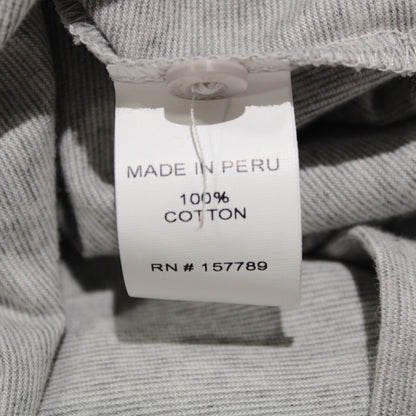 MADE IN PERU
100%
COTTON
RN # 157789